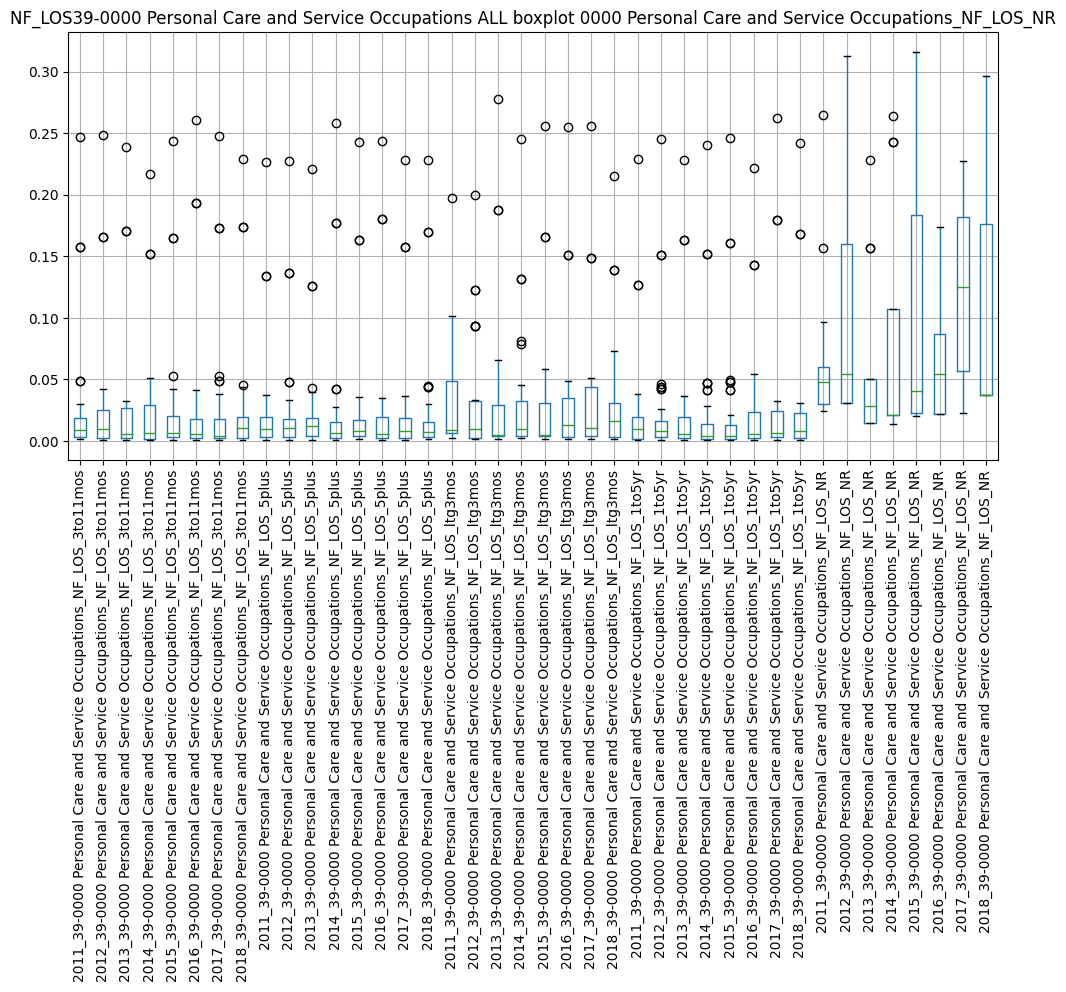 NF_LOS39-0000 Personal Care and Service Occupations ALL boxplot 0000 Personal Care and Service Occupations_NF_LOS_NR
0.30
0.25
0.20
0.15
0.10
0.05
0.00
2011_39-0000 Personal Care and Service Occupations_NF_LOS_3to11mos
2012_39-0000 Personal Care and Service Occupations_NF_LOS_3to11mos
2013_39-0000 Personal Care and Service Occupations_NF_LOS_3to11mos
2014_39-0000 Personal Care and Service Occupations_NF_LOS_3to11mos
2015_39-0000 Personal Care and Service Occupations_NF_LOS_3to11mos
2016_39-0000 Personal Care and Service Occupations_NF_LOS_3to11mos
2017_39-0000 Personal Care and Service Occupations_NF_LOS_3to11mos
2018_39-0000 Personal Care and Service Occupations_NF_LOS_3to11mos
2011_39-0000 Personal Care and Service Occupations_NF_LOS_5plus
2012_39-0000 Personal Care and Service Occupations_NF_LOS_5plus
2013_39-0000 Personal Care and Service Occupations_NF_LOS_5plus
2014_39-0000 Personal Care and Service Occupations_NF_LOS_5plus
2015_39-0000 Personal Care and Service Occupations_NF_LOS_5plus
2016_39-0000 Personal Care and Service Occupations_NF_LOS_5plus
2017_39-0000 Personal Care and Service Occupations_NF_LOS_5plus
2018_39-0000 Personal Care and Service Occupations_NF_LOS_5plus
2011_39-0000 Personal Care and Service Occupations_NF_LOS_ltg3mos
2012_39-0000 Personal Care and Service Occupations_NF_LOS_ltg3mos
2013_39-0000 Personal Care and Service Occupations_NF_LOS_ltg3mos
2014_39-0000 Personal Care and Service Occupations_NF_LOS_ltg3mos
2015_39-0000 Personal Care and Service Occupations_NF_LOS_ltg3mos
2016_39-0000 Personal Care and Service Occupations_NF_LOS_ltg3mos
2017_39-0000 Personal Care and Service Occupations_NF_LOS_ltg3mos
2018_39-0000 Personal Care and Service Occupations_NF_LOS_ltg3mos
2011_39-0000 Personal Care and Service Occupations_NF_LOS_1to5yr
2012_39-0000 Personal Care and Service Occupations_NF_LOS_1to5yr
2013_39-0000 Personal Care and Service Occupations_NF_LOS_1to5yr
2014_39-0000 Personal Care and Service Occupations_NF_LOS_1to5yr
2015_39-0000 Personal Care and Service Occupations_NF_LOS_1to5yr
2016_39-0000 Personal Care and Service Occupations_NF_LOS_1to5yr
2017_39-0000 Personal Care and Service Occupations_NF_LOS_1to5yr
2018_39-0000 Personal Care and Service Occupations_NF_LOS_1to5yr
2011_39-0000 Personal Care and Service Occupations_NF_LOS_NR
2012_39-0000 Personal Care and Service Occupations_NF_LOS_NR
2013_39-0000 Personal Care and Service Occupations_NF_LOS_NR
2014_39-0000 Personal Care and Service Occupations_NF_LOS_NR
2015_39-0000 Personal Care and Service Occupations_NF_LOS_NR
2016_39-0000 Personal Care and Service Occupations_NF_LOS_NR
2017_39-0000 Personal Care and Service Occupations_NF_LOS_NR
2018_39-0000 Personal Care and Service Occupations_NF_LOS_NR